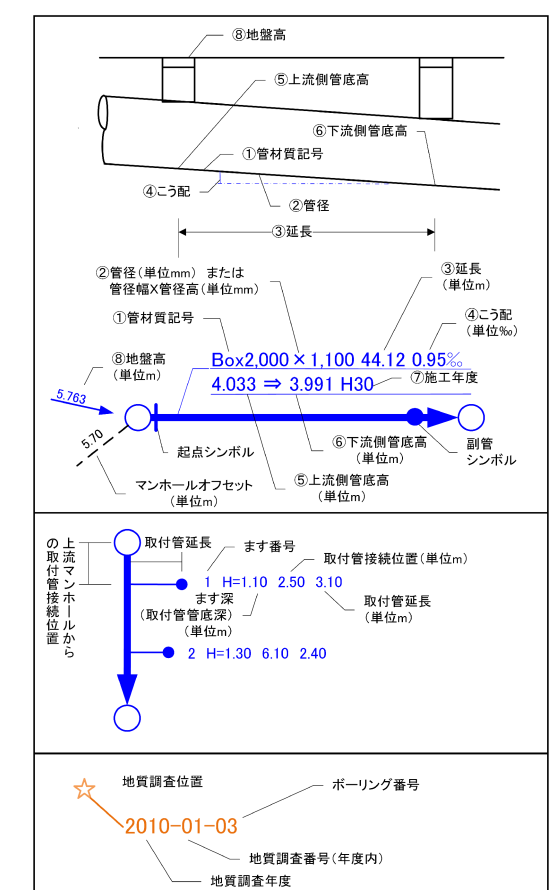 ⑧地盤高
⑤上流側管底高
⑥下流側管底高
①管材質記号
④こう配
②管径
③延長
②管径(単位mm) または
管径幅X管径高(単位mm)
③延長
(単位m)
①管材質記号
④こう配
(単位‰)
⑧地盤高
(単位m)
Box2,000×1,100 44.12 0.95‰
4.033 ⇒ 3.991 H30
⑦施工年度
5.763
5.70
起点シンボル
⑥下流側管底高
(単位m)
副管
シンボル
マンホールオフセット
(単位m)
⑤上流側管底高
(単位m)
上流マンホールから
の取付管接続位置
取付管延長
ます番号
取付管接続位置(単位m)
1 H=1.10 2.50 3.10
ます深
(取付管管底深)
(単位m)
取付管延長
(単位m)
2 H=1.30 6.10 2.40
地質調査位置
ボーリング番号
2010-01-03
地質調査番号(年度内)
地質調査年度